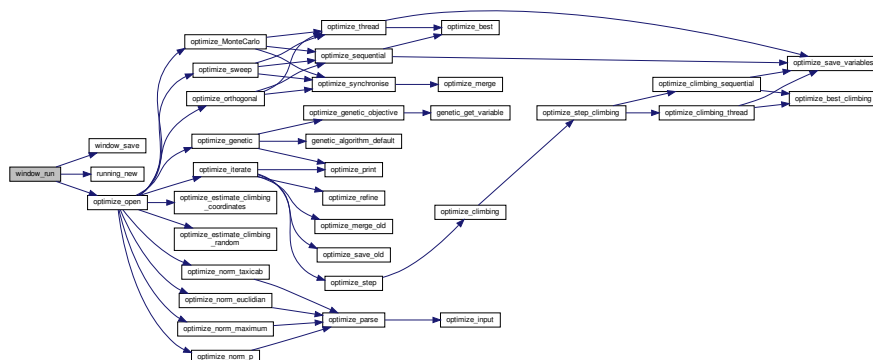 window_run
window_save
running_new
optimize_open
optimize_MonteCarlo
optimize_sweep
optimize_orthogonal
optimize_genetic
optimize_iterate
optimize_estimate_climbing
_coordinates
optimize_estimate_climbing
_random
optimize_norm_taxicab
optimize_norm_euclidian
optimize_norm_maximum
optimize_norm_p
optimize_thread
optimize_sequential
optimize_synchronise
optimize_genetic_objective
genetic_algorithm_default
optimize_print
optimize_refine
optimize_merge_old
optimize_save_old
optimize_step
optimize_parse
optimize_best
optimize_merge
genetic_get_variable
optimize_climbing
optimize_input
optimize_step_climbing
optimize_climbing_sequential
optimize_climbing_thread
optimize_save_variables
optimize_best_climbing